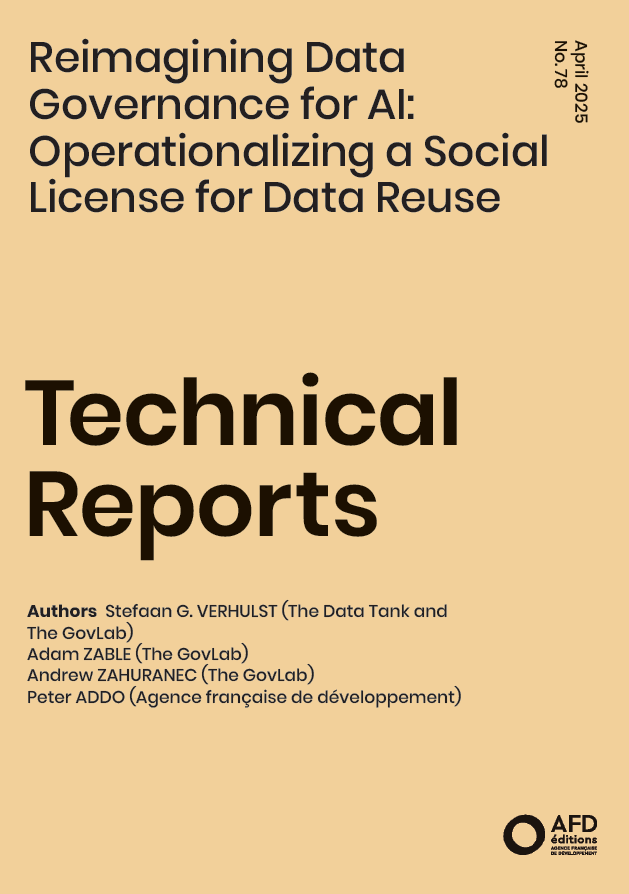 Reimagining Data
Governance for AI:
Operationalizing a Social
License for Data Reuse
April 2025
No. 78
Technical
Reports
Authors Stefaan G. VERHULST (The Data Tank and
The GovLab)
Adam ZABLE (The GovLab)
Andrew ZAHURANEC (The GovLab)
Peter ADDO (Agence française de développement)
AFD
éditions
AGENCE FRANÇAISE
DE DÉVELOPPEMENT